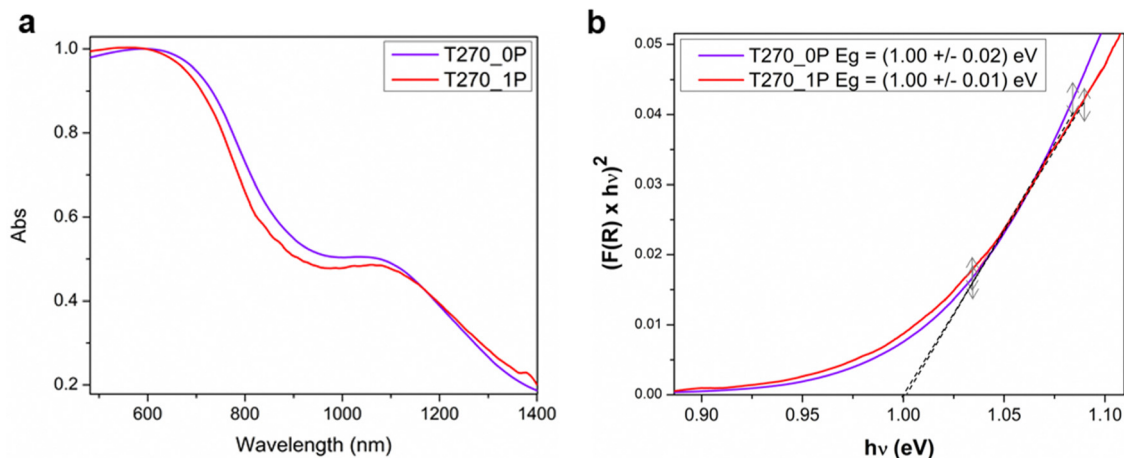 a
T270_0P
T270_1P
Abs
1.0
0.8
0.6
0.4
0.2
600 800 1000 1200 1400
Wavelength (nm)
b
T270_0P Eg = (1.00 +/- 0.02) eV
T270_1P Eg = (1.00 +/- 0.01) eV
(F(R) x hν)²
0.05
0.04
0.03
0.02
0.01
0.00
0.90 0.95 1.00 1.05 1.10
hν (eV)